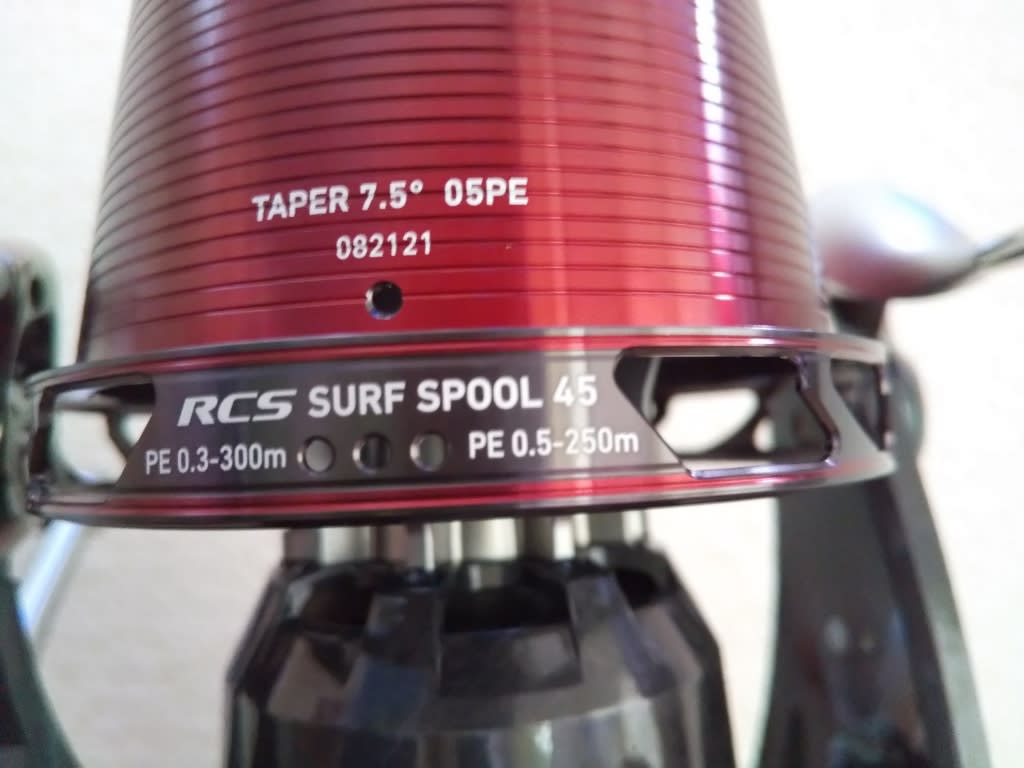 TAPER 7.5° 05PE
082121
RCS SURF SPOOL 45
PE 0.3-300m PE 0.5-250m